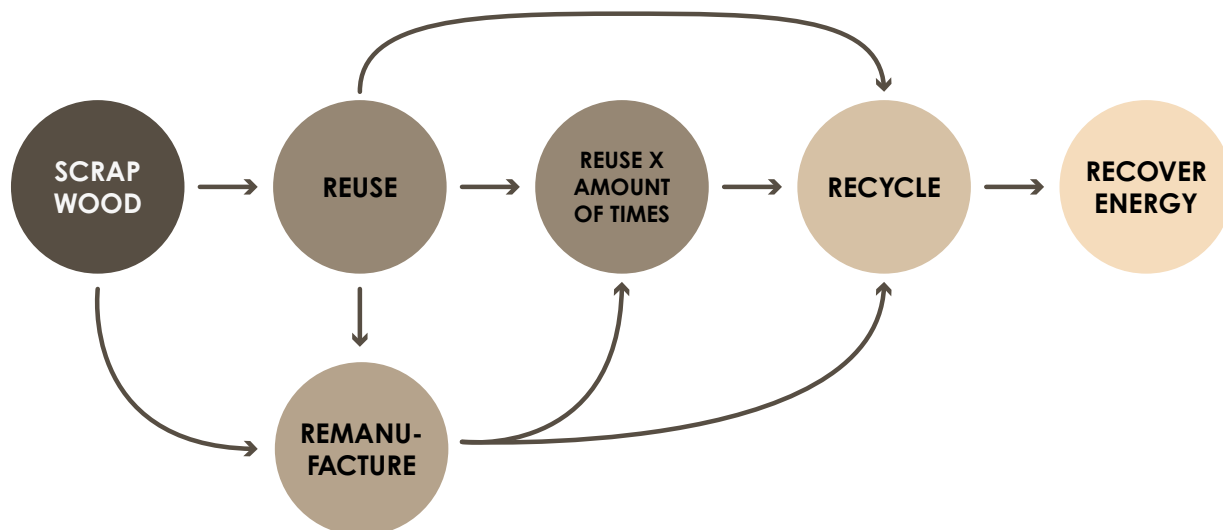 SCRAP
WOOD
REUSE
REUSE X
AMOUNT
OF TIMES
RECYCLE
RECOVER
ENERGY
REMANU-
FACTURE